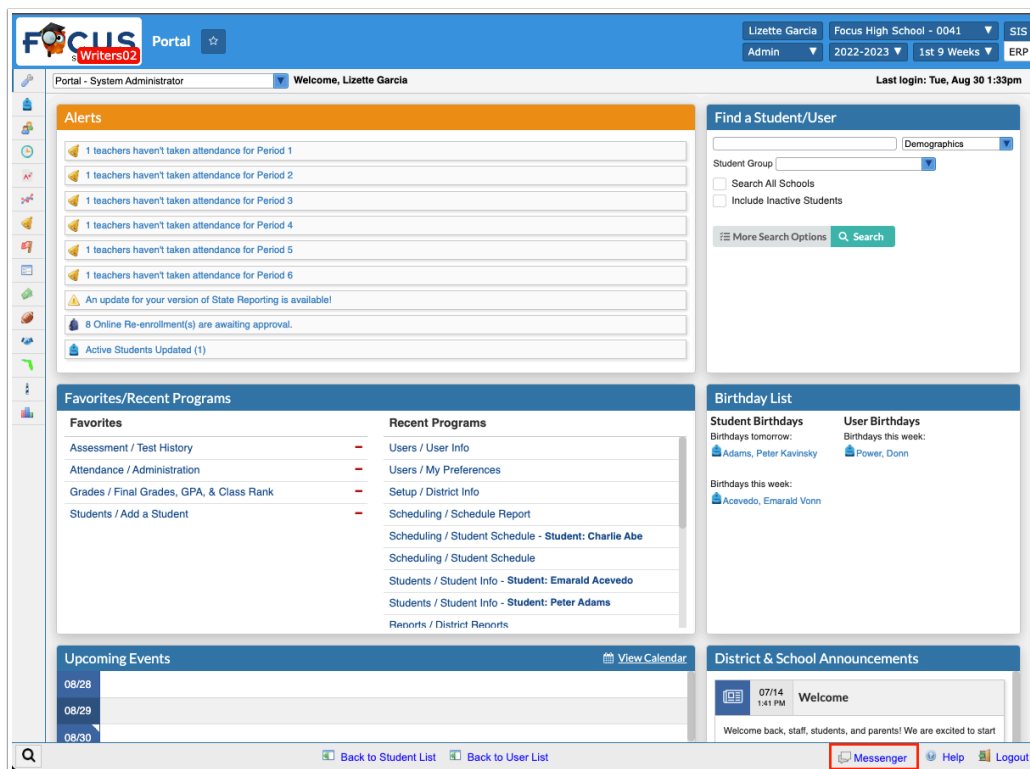 FOCUS
S
Writers02
Portal
Lizette Garcia
Focus High School - 0041
SIS
Admin
2022-2023
1st 9 Weeks
ERP
Portal - System Administrator
Welcome, Lizette Garcia
Last login: Tue, Aug 30 1:33pm
Alerts
1 teachers haven't taken attendance for Period 1
1 teachers haven't taken attendance for Period 2
1 teachers haven't taken attendance for Period 3
1 teachers haven't taken attendance for Period 4
1 teachers haven't taken attendance for Period 5
1 teachers haven't taken attendance for Period 6
An update for your version of State Reporting is available!
8 Online Re-enrollment(s) are awaiting approval.
Active Students Updated (1)
Find a Student/User
Demographics
Student Group
Search All Schools
Include Inactive Students
More Search Options
Search
Favorites/Recent Programs
Favorites
Assessment / Test History
Attendance / Administration
Grades / Final Grades, GPA, & Class Rank
Students / Add a Student
Recent Programs
Users / User Info
Users / My Preferences
Setup / District Info
Scheduling / Schedule Report
Scheduling / Student Schedule - Student: Charlie Abe
Scheduling / Student Schedule
Students / Student Info - Student: Emarald Acevedo
Students / Student Info - Student: Peter Adams
Reports / District Reports
Birthday List
Student Birthdays
Birthdays tomorrow:
Adams, Peter Kavinsky
Birthdays this week:
Acevedo, Emarald Vonn
User Birthdays
Birthdays this week:
Power, Donn
Upcoming Events
View Calendar
08/28
08/29
08/30
District & School Announcements
07/14
1:41 PM
Welcome
Welcome back, staff, students, and parents! We are excited to start
Back to Student List
Back to User List
Messenger
Help
Logout